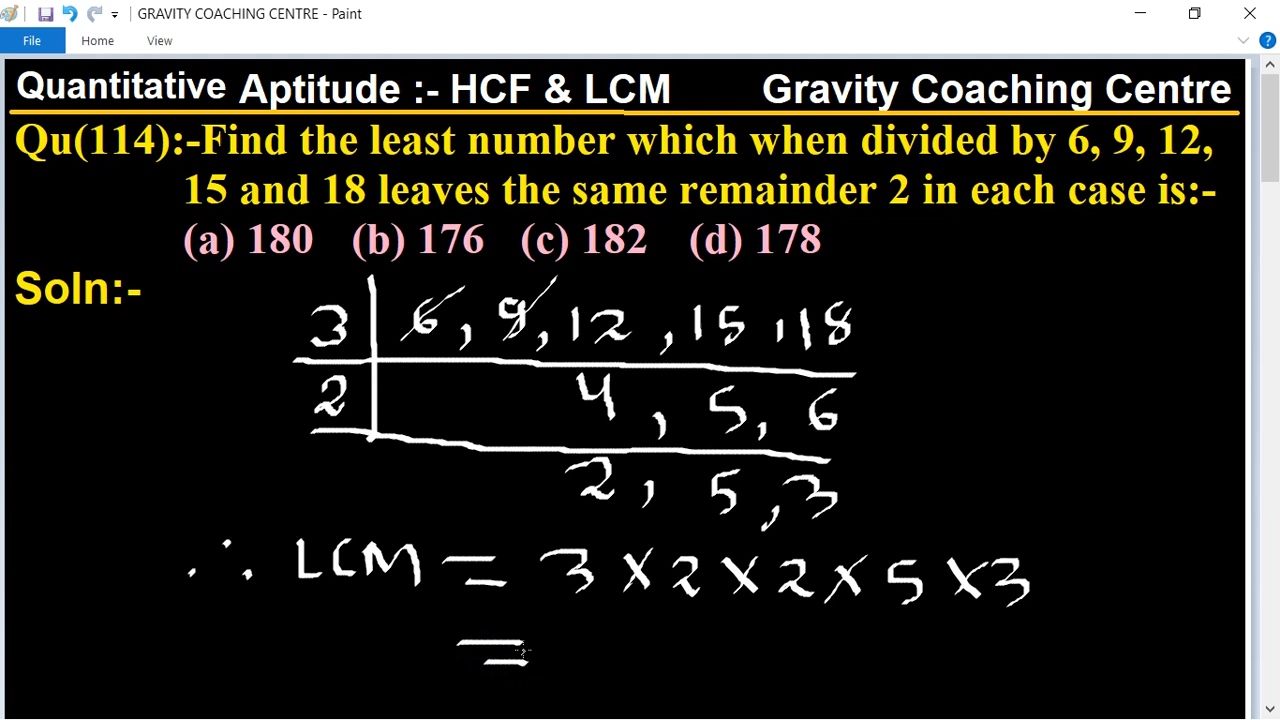 GRAVITY COACHING CENTRE - Paint
File Home View
Quantitative Aptitude :- HCF & LCM Gravity Coaching Centre
Qu(114):-Find the least number which when divided by 6, 9, 12,
15 and 18 leaves the same remainder 2 in each case is:-
(a) 180 (b) 176 (c) 182 (d) 178
Soln:-
3 | 6, 9, 12, 15, 18
2 | 4, 5, 6
2, 5, 3
∴ LCM = 3 × 2 × 2 × 5 × 3
=